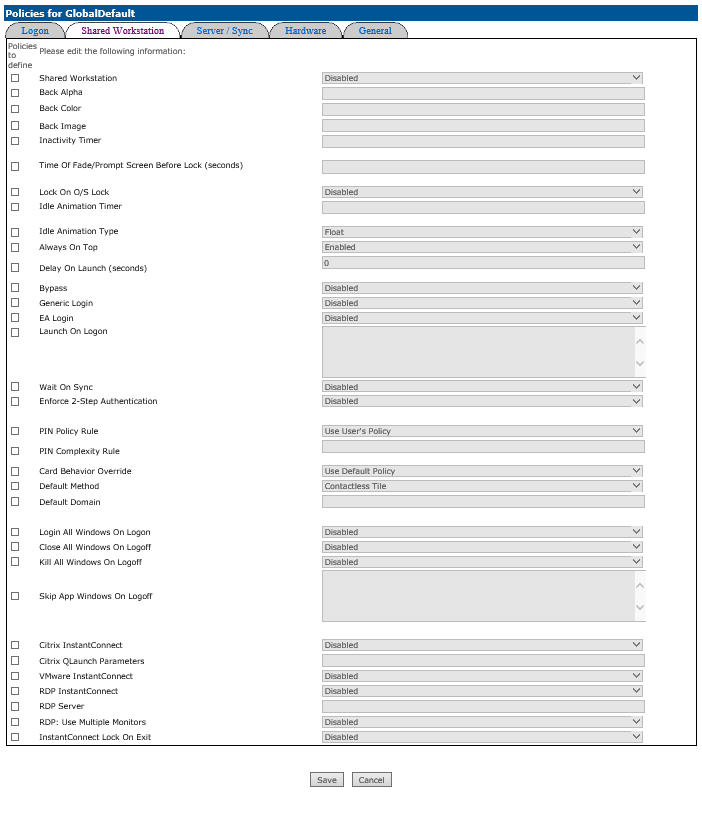 Policies for GlobalDefault
Logon Shared Workstation Server / Sync Hardware General
Policies to define Please edit the following information:
Shared Workstation Disabled
Back Alpha
Back Color
Back Image
Inactivity Timer
Time Of Fade/Prompt Screen Before Lock (seconds)
Lock On O/S Lock Disabled
Idle Animation Timer
Idle Animation Type Float
Always On Top Enabled
Delay On Launch (seconds) 0
Bypass Disabled
Generic Login Disabled
EA Login Disabled
Launch On Logon
Wait On Sync Disabled
Enforce 2-Step Authentication Disabled
PIN Policy Rule Use User's Policy
PIN Complexity Rule
Card Behavior Override Use Default Policy
Default Method Contactless Tile
Default Domain
Login All Windows On Logon Disabled
Close All Windows On Logoff Disabled
Kill All Windows On Logoff Disabled
Skip App Windows On Logoff
Citrix InstantConnect Disabled
Citrix QLaunch Parameters
VMware InstantConnect Disabled
RDP InstantConnect Disabled
RDP Server
RDP: Use Multiple Monitors Disabled
InstantConnect Lock On Exit Disabled
Save Cancel